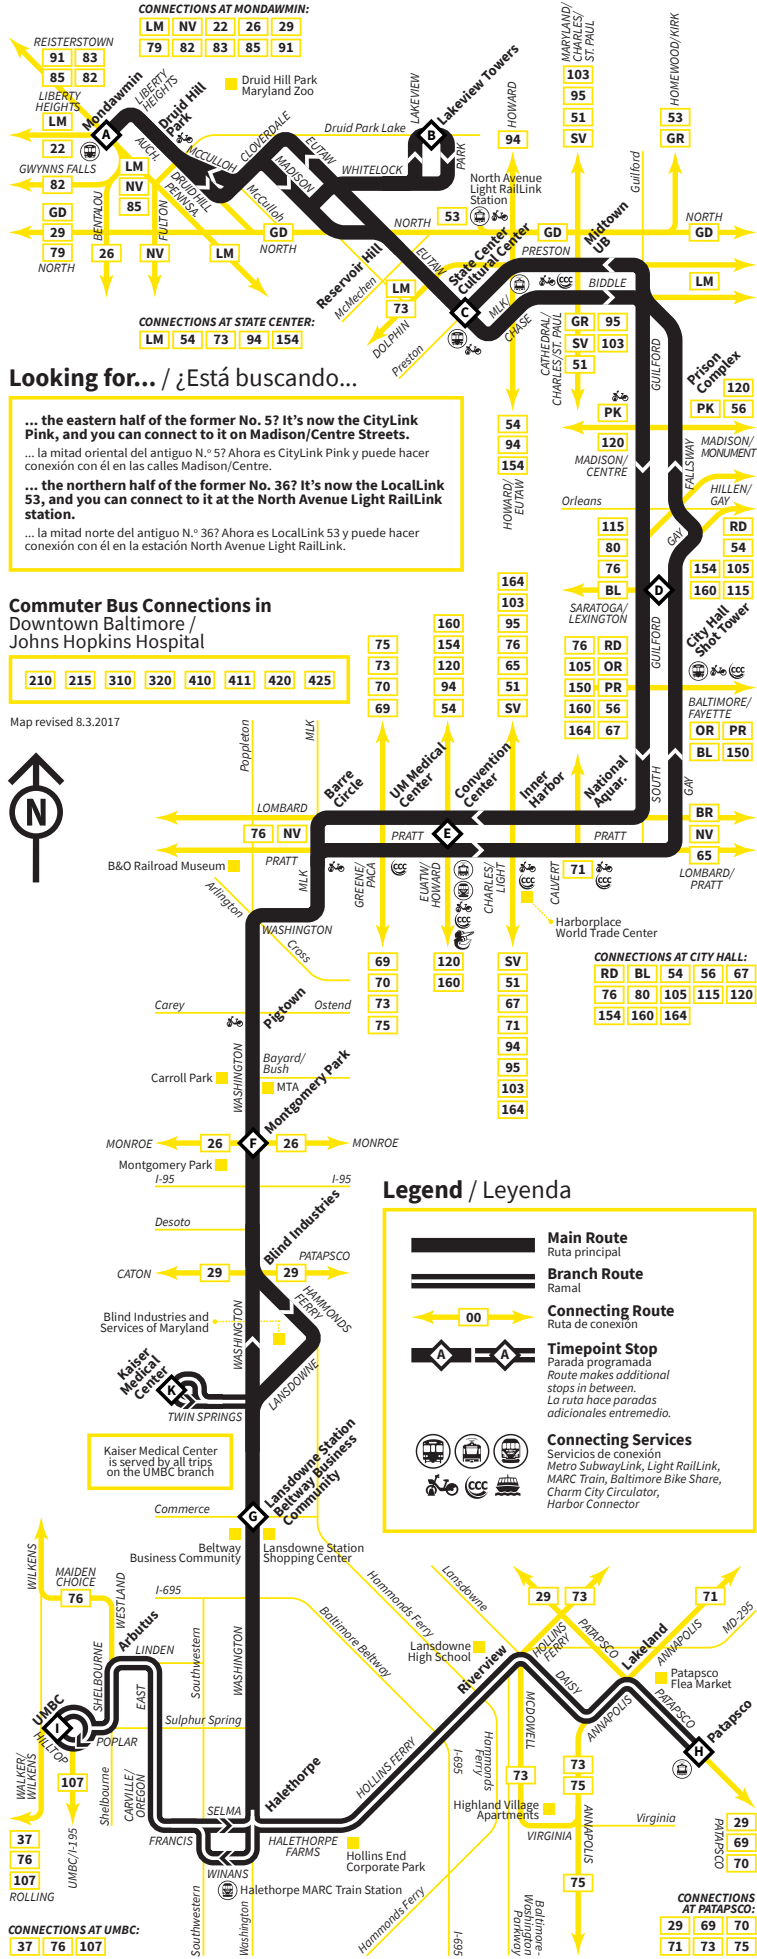 CONNECTIONS AT MONDAWMIN:
LM NV 22 26 29
79 82 83 85 91
REISTERSTOWN
91 83
85 82
LIBERTY
HEIGHTS
LM
22
GWYNNS FALLS
82
GD
29
79
NORTH
Mondawmin
A
LIBERTY
HEIGHTS
Druid Hill
Park
Druid Hill Park
Maryland Zoo
AUCH.
LM
NV
85
BENTALOU
26
FULTON
NV
DRUID HILL
PENNSA.
LM
MCCULLOH
CLOVERDALE
McCulloh
GD
NORTH
MADISON
EUTAW
Druid Park Lake
WHITELOCK
LAKEVIEW
B
Lakeview Towers
PARK
North Avenue
Light RailLink
Station
NORTH
53
HOWARD
94
MARYLAND/
CHARLES/
ST. PAUL
103
95
51
SV
HOMEWOOD/KIRK
53
GR
Guilford
GD
NORTH
GD
Reservoir Hill
McMechen
EUTAW
LM
73
DOLPHIN
Preston
State Center
Cultural Center
C
MLK
CHASE
PRESTON
Midtown
UB
BIDDLE
LM
CONNECTIONS AT STATE CENTER:
LM 54 73 94 154
CATHEDRAL/
CHARLES/ST. PAUL
GR 95
SV 103
51
GUILFORD
Prison
Complex
120
PK 56
MADISON/
MONUMENT
PK
120
MADISON/
CENTRE
FALLSWAY
HILLEN/
GAY
Orleans
GAY
54
94
154
HOWARD/
EUTAW
Looking for... / ¿Está buscando...
... the eastern half of the former No. 5? It's now the CityLink
Pink, and you can connect to it on Madison/Centre Streets.
... la mitad oriental del antiguo N.º 5? Ahora es CityLink Pink y puede hacer
conexión con él en las calles Madison/Centre.
... the northern half of the former No. 36? It's now the LocalLink
53, and you can connect to it at the North Avenue Light RailLink
station.
... la mitad norte del antiguo N.º 36? Ahora es LocalLink 53 y puede hacer
conexión con él en la estación North Avenue Light RailLink.
115
80
76
BL
SARATOGA/
LEXINGTON
RD
54
154 105
160 115
D
City Hall
Shot Tower
GUILFORD
Commuter Bus Connections in
Downtown Baltimore /
Johns Hopkins Hospital
210 215 310 320 410 411 420 425
Map revised 8.3.2017
N
75
73
70
69
160
154
120
94
54
164
103
95
76
65
51
SV
76 RD
105 OR
150 PR
160 56
164 67
BALTIMORE/
FAYETTE
OR PR
BL 150
Poppleton
MLK
Barre
Circle
UM Medical
Center
Convention
Center
Inner
Harbor
National
Aquar.
SOUTH
GAY
LOMBARD
76 NV
PRATT
PRATT
E
PRATT
BR
NV
65
LOMBARD/
PRATT
B&O Railroad Museum
Arlington
MLK
GREENE/
PACA
CCC
EUATW/
HOWARD
CCC
CHARLES/
LIGHT
CCC
CALVERT
71
CCC
Harborplace
World Trade Center
WASHINGTON
Cross
69
70
73
75
120
160
SV
51
67
71
94
95
103
164
CONNECTIONS AT CITY HALL:
RD BL 54 56 67
76 80 105 115 120
154 160 164
Carey
Ostend
Pigtown
WASHINGTON
Bayard/
Bush
Carroll Park
MTA
Montgomery Park
MONROE 26 F 26 MONROE
Montgomery Park
I-95
I-95
Desoto
Blind Industries
CATON 29 29 PATAPSCO
HAMMONDS
FERRY
Blind Industries and
Services of Maryland
WASHINGTON
LANSDOWNE
Kaiser
Medical
Center
K
TWIN SPRINGS
Kaiser Medical Center
is served by all trips
on the UMBC branch
Lansdowne Station
Beltway Business
Community
Commerce
G
Beltway
Business Community
Lansdowne Station
Shopping Center
Legend / Leyenda
Main Route
Ruta principal
Branch Route
Ramal
00
Connecting Route
Ruta de conexión
A A
Timepoint Stop
Parada programada
Route makes additional
stops in between.
La ruta hace paradas
adicionales entremedio.
Connecting Services
Servicios de conexión
Metro SubwayLink, Light RailLink,
MARC Train, Baltimore Bike Share,
Charm City Circulator,
Harbor Connector
CCC
WILKENS
MAIDEN
CHOICE
76
WESTLAND
I-695
Arbutus
LINDEN
SHELBOURNE
EAST
Southwestern
WASHINGTON
Baltimore Beltway
Hammonds Ferry
Lansdowne
29 73
71
MD-295
PATAPSCO
HOLLINS
FERRY
Lakeland
ANNAPOLIS
Lansdowne
High School
Riverview
DAISY
Patapsco
Flea Market
PATAPSCO
ANNAPOLIS
Patapsco
H
UMBC
I
HILLTOP
POPLAR
Sulphur Spring
WALKER/
WILKENS
107
Shelbourne
CARVILLE/
OREGON
UMBC/I-195
37
76
107
ROLLING
SELMA
FRANCIS
WINANS
Halethorpe
HALETHORPE
FARMS
HOLLINS FERRY
Hollins End
Corporate Park
Halethorpe MARC Train Station
Southwestern
Washington
Hammonds Ferry
I-695
Hammonds
Ferry
I-695
MCDOWELL
73
Highland Village
Apartments
VIRGINIA
73
75
ANNAPOLIS
Virginia
75
Baltimore-
Washington
Parkway
29
69
70
PATAPSCO
CONNECTIONS AT UMBC:
37 76 107
CONNECTIONS
AT PATAPSCO:
29 69 70
71 73 75